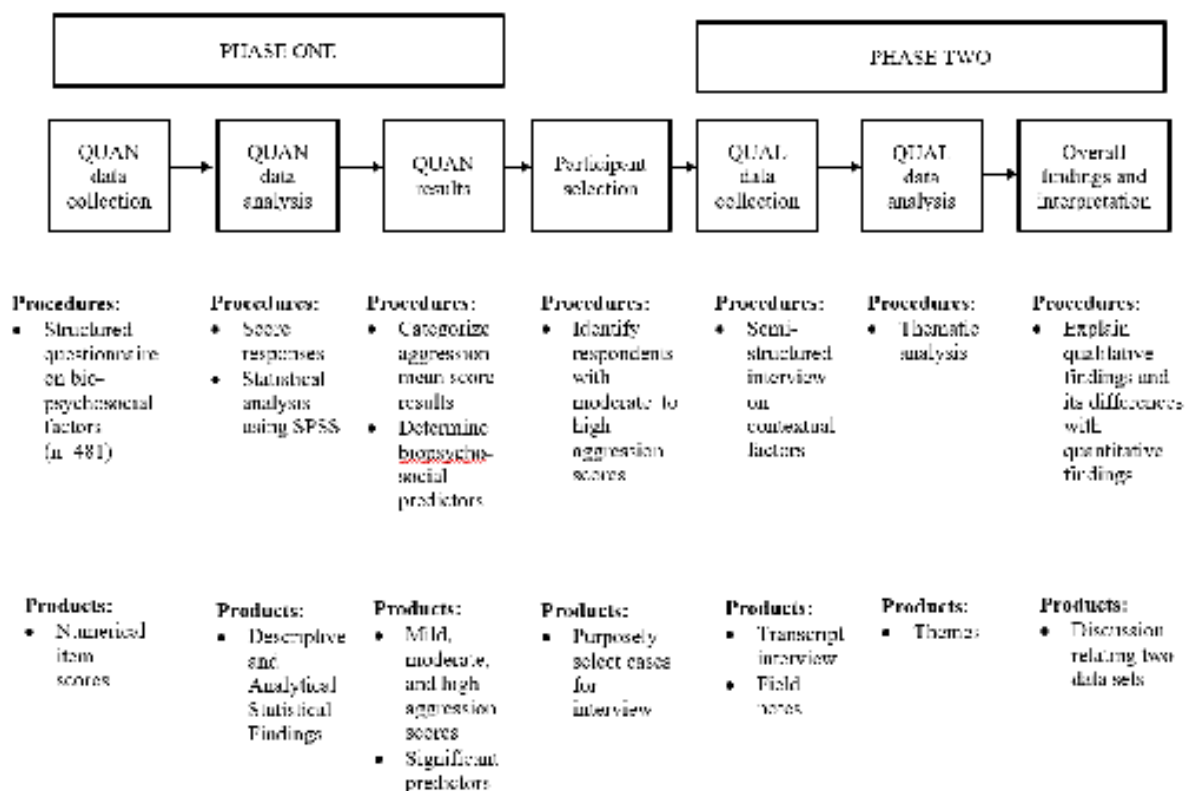 PHASE ONE
PHASE TWO
QUAN
data
collection
QUAN
data
analysis
QUAN
results
Participant
selection
QUAL
data
collection
QUAL
data
analysis
Overall
findings and
interpretation
Procedures:
• Structured
questionnaire
on bio-
psychosocial
factors
(n 481)
Procedures:
• Score
responses
• Statistical
analysis
using SPSS
Procedures:
• Categorize
aggression
mean score
results
• Determine
biopsycho-
social
predictors
Procedures:
• Identify
respondents
with
moderate to
high
aggression
scores
Procedures:
• Semi-
structured
interview
on
contextual
factors
Procedures:
• Thematic
analysis
Procedures:
• Explain
qualitative
findings and
its differences
with
quantitative
findings
Products:
• Numerical
item
scores
Products:
• Descriptive
and
Analytical
Statistical
Findings
Products:
• Mild,
moderate,
and high
aggression
scores
• Significant
predictors
Products:
• Purposely
select cases
for
interview
Products:
• Transcript
interview
• Field
notes
Products:
• Themes
Products:
• Discussion
relating two
data sets